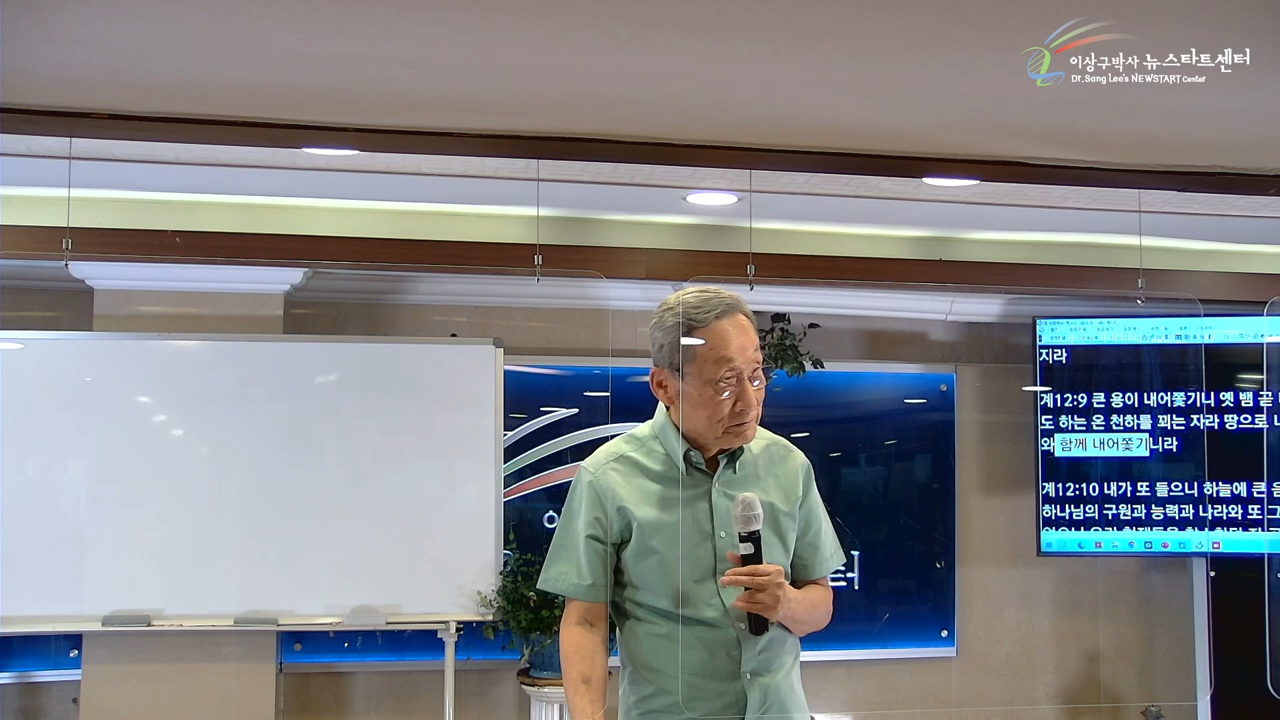 이상구박사 뉴스타트센터
Dr. Sang Lee's NEWSTART Center
지라
계12:9 큰 용이 내어쫓기니 옛 뱀 곧
도 하는 온 천하를 꾀는 자라 땅으로
와 함께 내어쫓기니라
계12:10 내가 또 들으니 하늘에 큰
하나님의 구원과 능력과 나라와 또 그
터